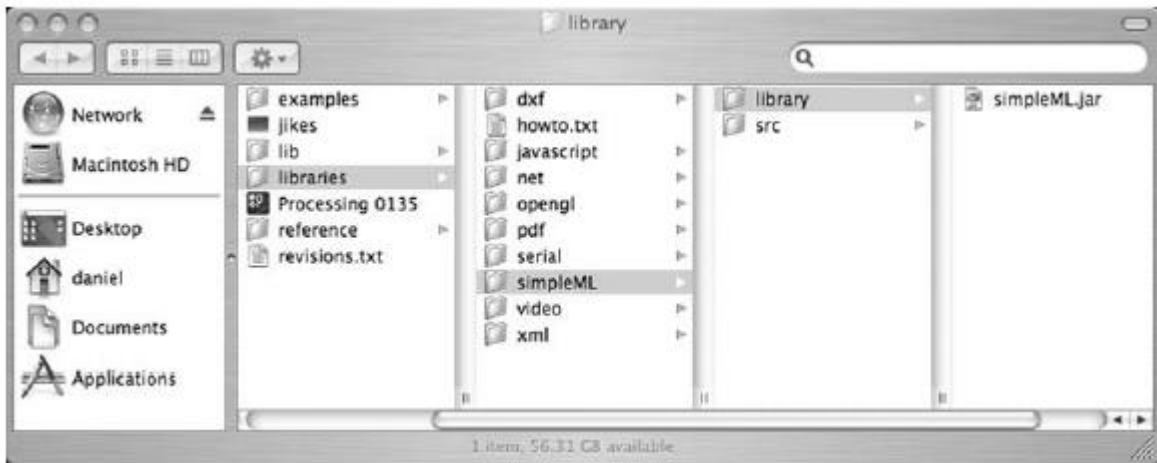 library
Network
Macintosh HD
Desktop
daniel
Documents
Applications
examples
jikes
lib
libraries
Processing 0135
reference
revisions.txt
dxf
howto.txt
javascript
net
opengl
pdf
serial
simpleML
video
xml
library
src
simpleML.jar
1 item, 56.31 GB available